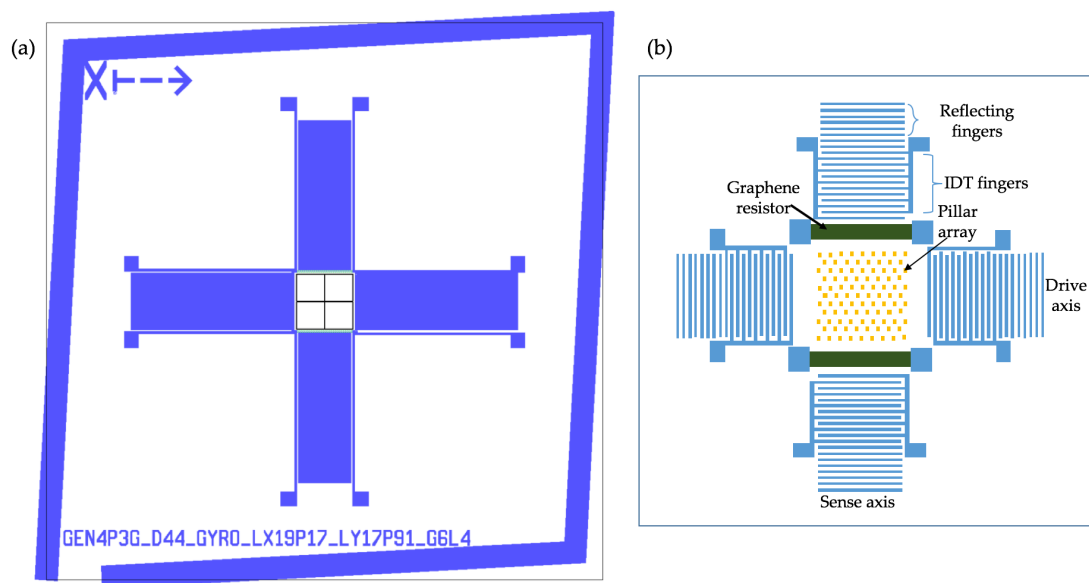 (a)
X
GEN4P3G_D44_GYRO_LX19P17_LY17P91_G6L4
(b)
Reflecting
fingers
IDT fingers
Graphene
resistor
Pillar
array
Drive
axis
Sense axis